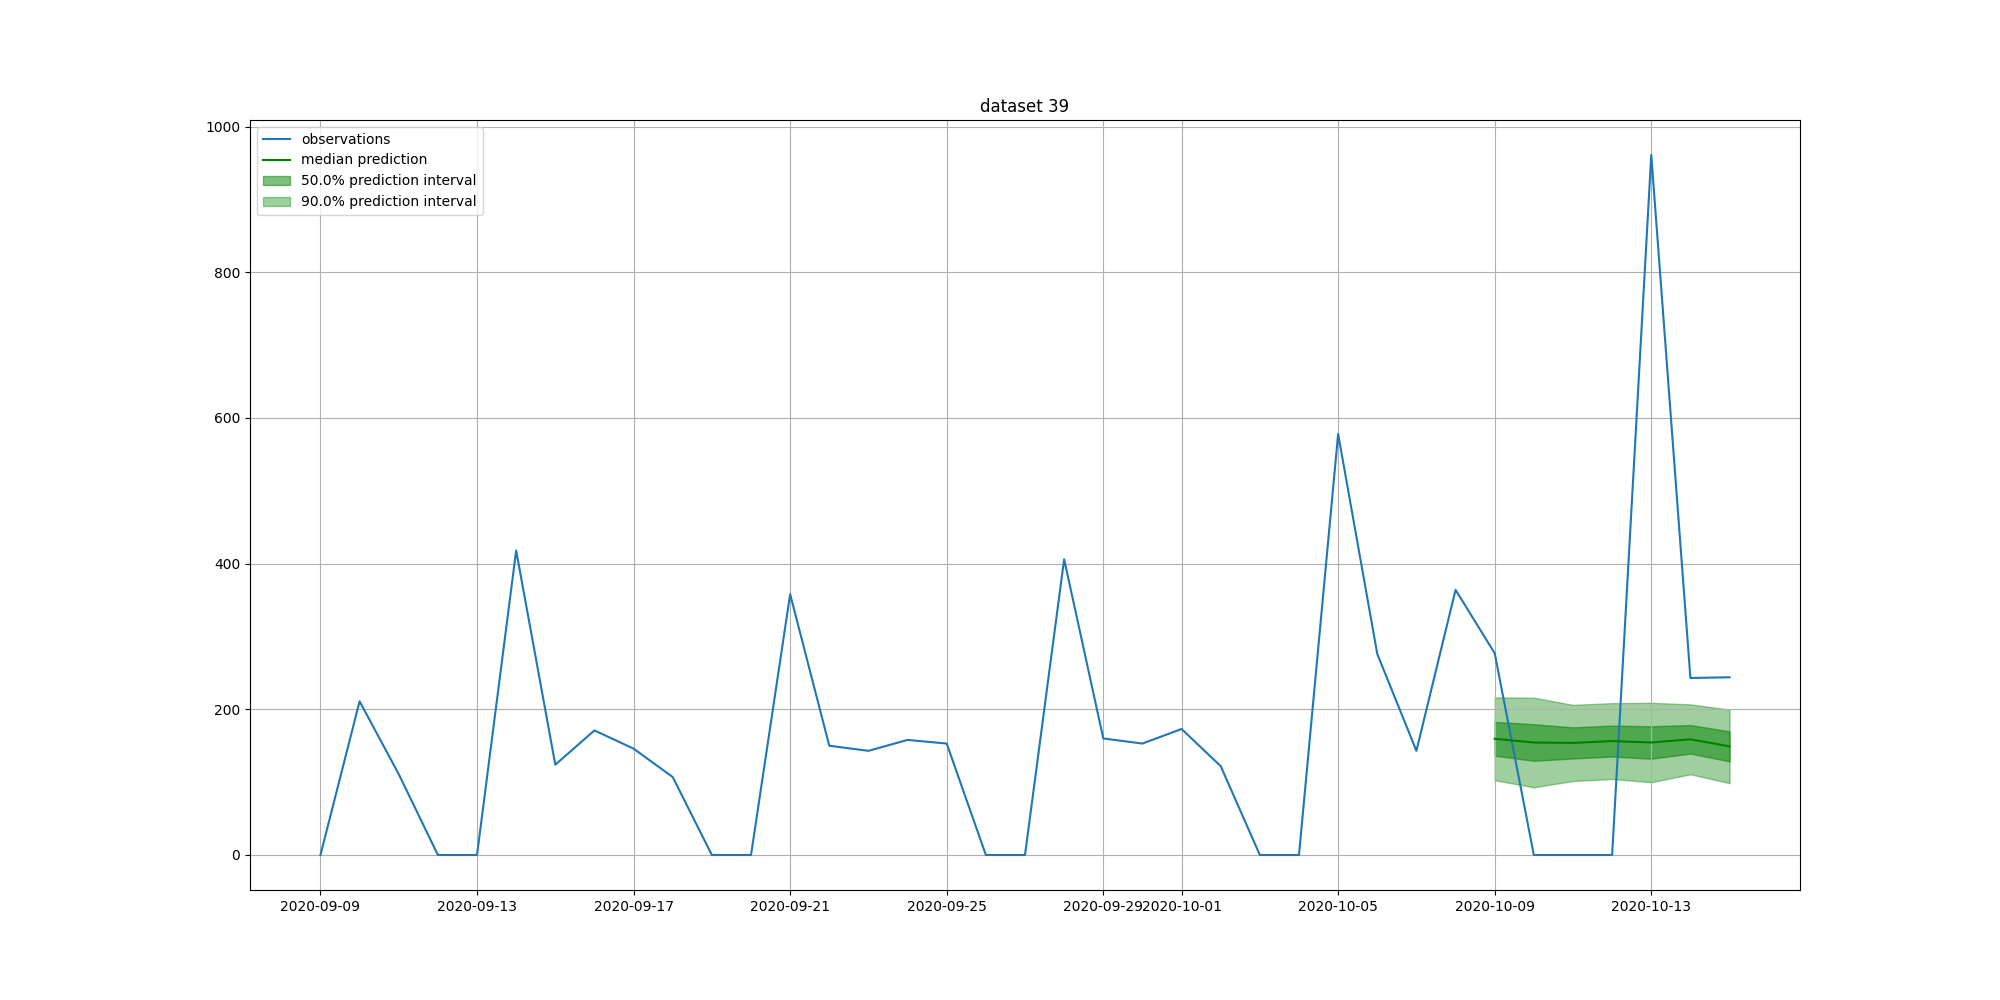 dataset 39
observations
median prediction
50.0% prediction interval
90.0% prediction interval
1000
800
600
400
200
0
2020-09-09 2020-09-13 2020-09-17 2020-09-21 2020-09-25 2020-09-29 2020-10-01 2020-10-05 2020-10-09 2020-10-13